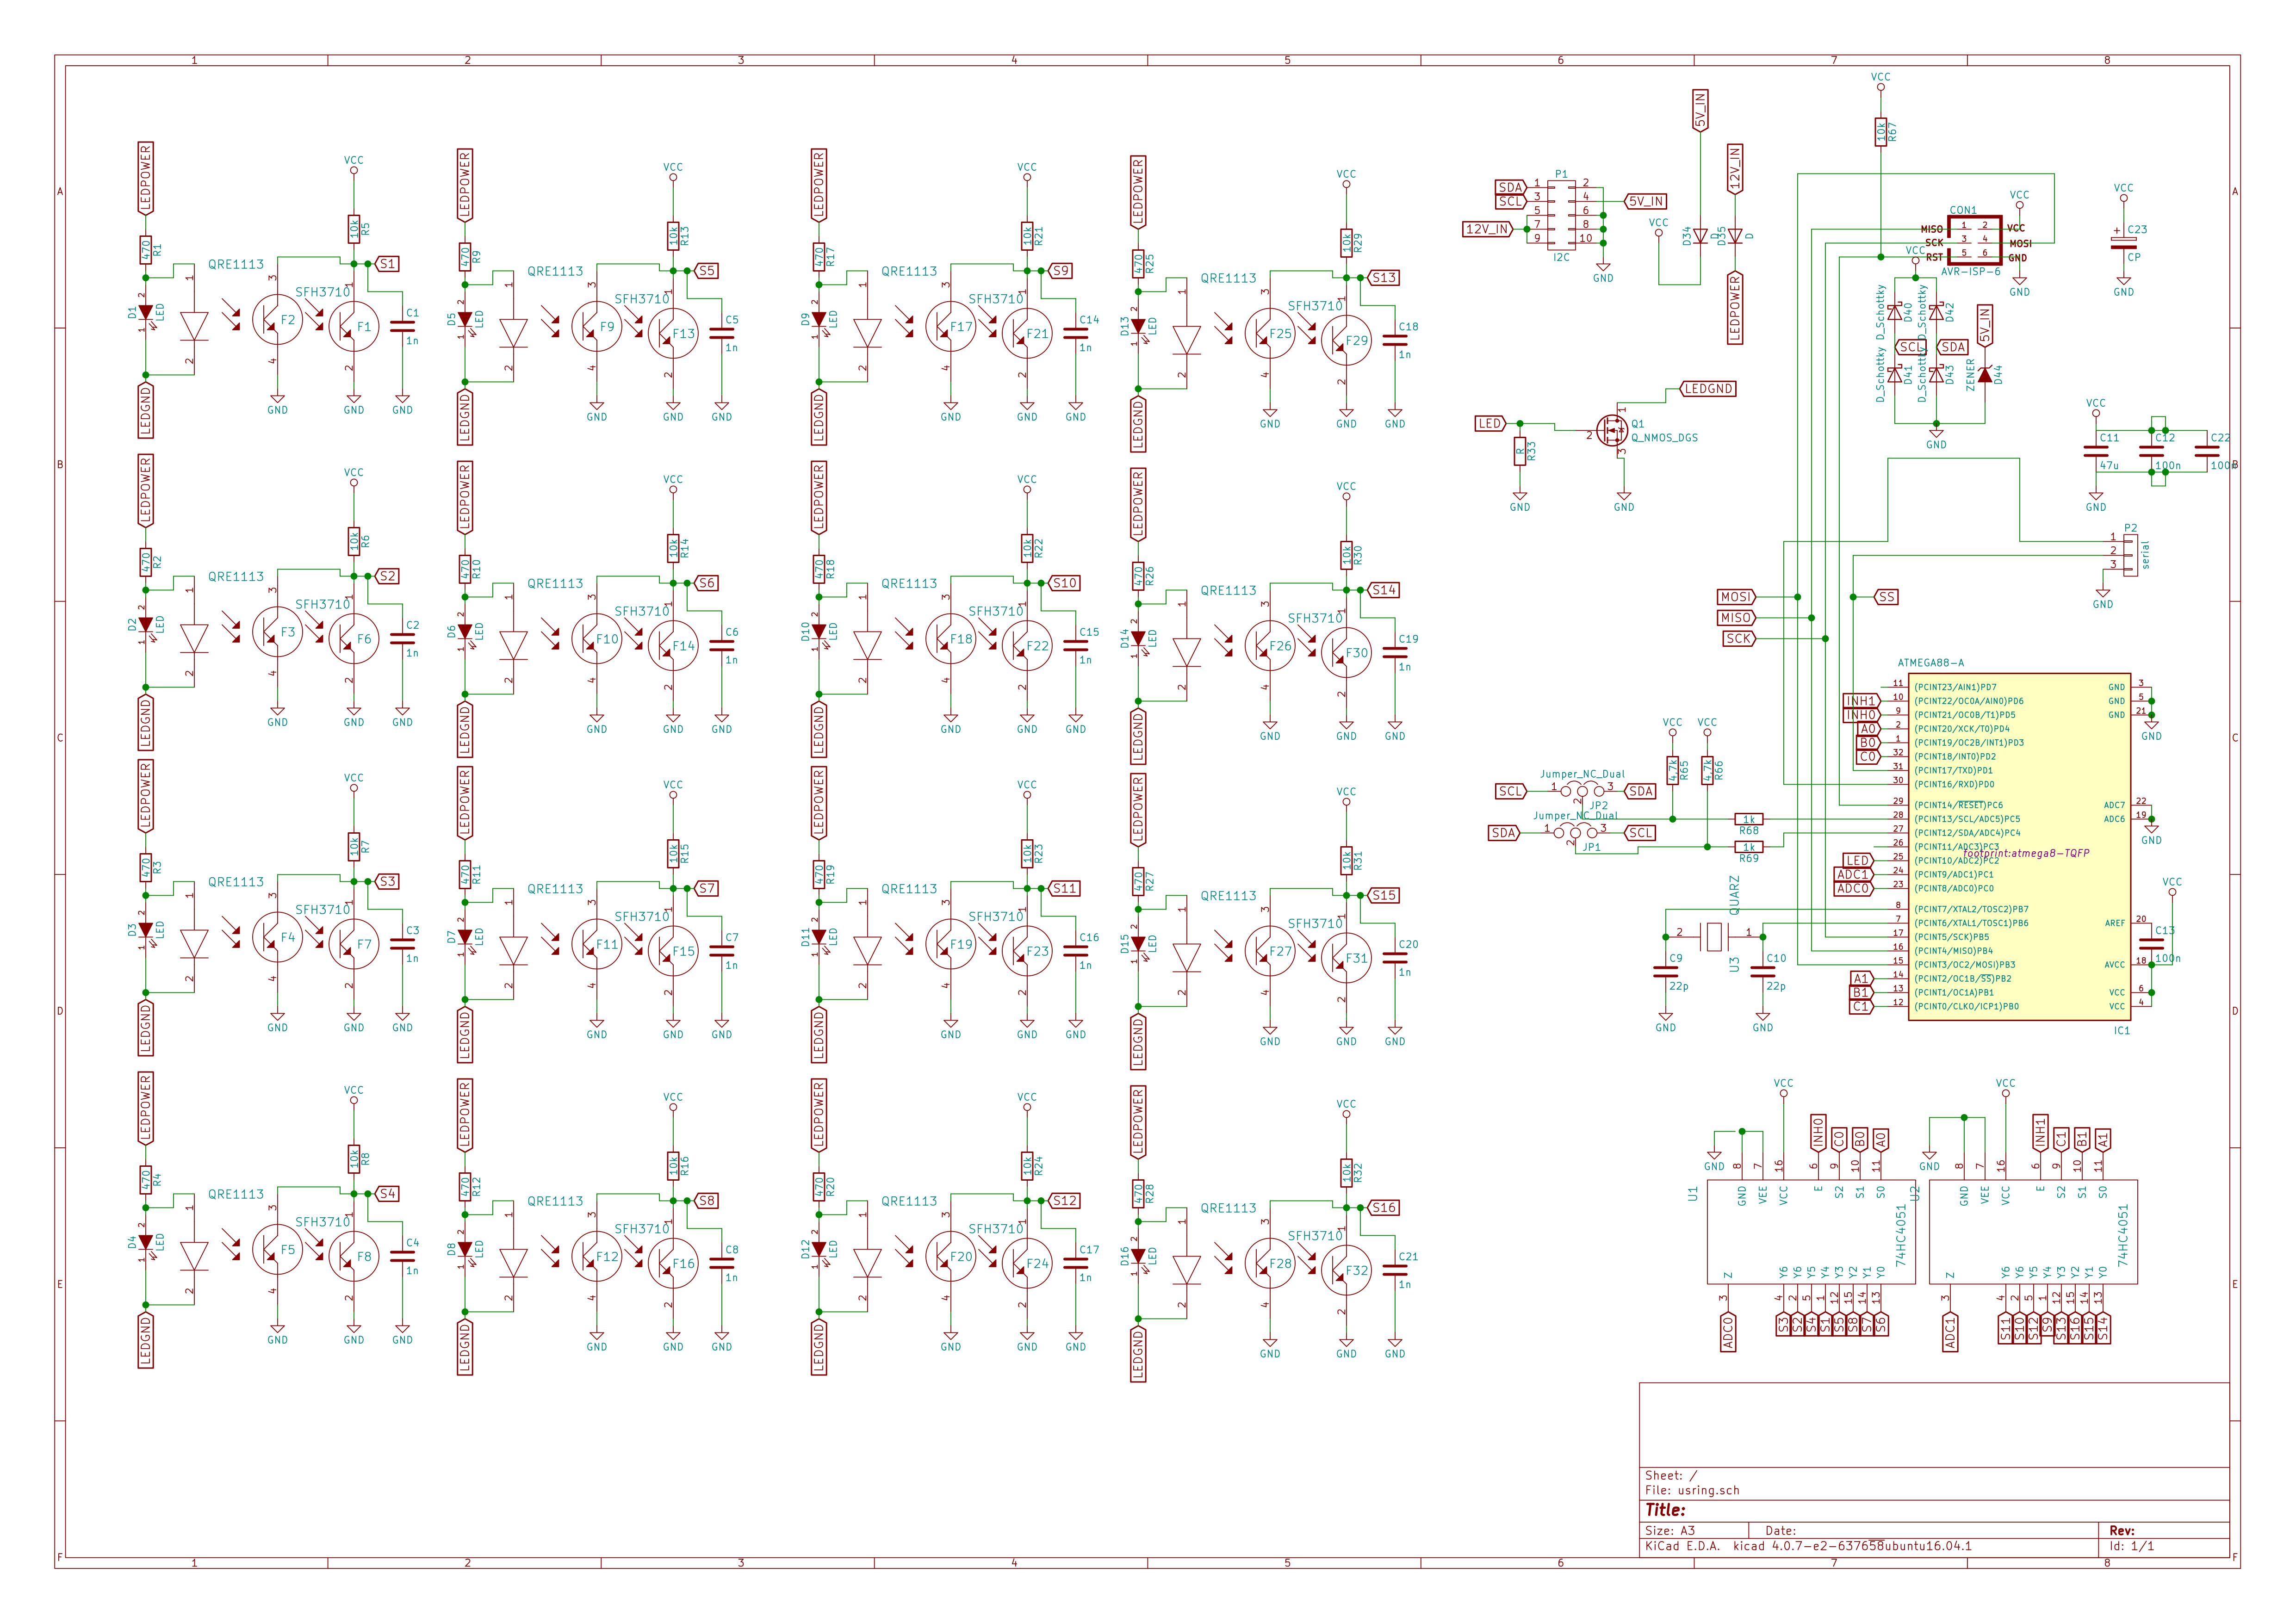 1 2 3 4 5 6 7 8
A B C D E F
LEDPOWER
470 R1
D1 LED
2 1
LEDGND
QRE1113
1 2 3 4
F2
VCC
10k R5
S1
F1
C1 1n
GND GND GND
LEDPOWER
470 R9
D5 LED
LEDGND
F9
VCC
10k R13
S5
SFH3710
F13
C5 1n
GND GND GND
LEDPOWER
470 R17
D9 LED
LEDGND
QRE1113
F17
VCC
10k R21
S9
SFH3710
F21
C14 1n
GND GND GND
LEDPOWER
470 R25
D13 LED
LEDGND
QRE1113
F25
VCC
10k R29
S13
SFH3710
F29
C18 1n
GND GND GND
LEDPOWER
470 R2
D2 LED
LEDGND
QRE1113
F3
VCC
10k R6
S2
SFH3710
F6
C2 1n
GND GND GND
LEDPOWER
470 R10
D6 LED
LEDGND
F10
VCC
10k R14
S6
F14
C6 1n
GND GND GND
LEDPOWER
470 R18
D10 LED
LEDGND
QRE1113
F18
VCC
10k R22
S10
SFH3710
F22
C15 1n
GND GND GND
LEDPOWER
470 R26
D14 LED
LEDGND
QRE1113
F26
VCC
10k R30
S14
SFH3710
F30
C19 1n
GND GND GND
LEDPOWER
470 R3
D3 LED
LEDGND
QRE1113
F4
VCC
10k R7
S3
SFH3710
F7
C3 1n
GND GND GND
LEDPOWER
470 R11
D7 LED
LEDGND
F11
VCC
10k R15
S7
F15
C7 1n
GND GND GND
LEDPOWER
470 R19
D11 LED
LEDGND
QRE1113
F19
VCC
10k R23
S11
SFH3710
F23
C16 1n
GND GND GND
LEDPOWER
470 R27
D15 LED
LEDGND
QRE1113
F27
VCC
10k R31
S15
SFH3710
F31
C20 1n
GND GND GND
LEDPOWER
470 R4
D4 LED
LEDGND
QRE1113
F5
VCC
10k R8
S4
SFH3710
F8
C4 1n
GND GND GND
LEDPOWER
470 R12
D8 LED
LEDGND
F12
VCC
10k R16
S8
F16
C8 1n
GND GND GND
LEDPOWER
470 R20
D12 LED
LEDGND
QRE1113
F20
VCC
10k R24
S12
SFH3710
F24
C17 1n
GND GND GND
LEDPOWER
470 R28
D16 LED
LEDGND
QRE1113
F28
VCC
10k R32
S16
SFH3710
F32
C21 1n
GND GND GND
P1
SDA 1 2
SCL 3 4 5V_IN
5 6
12V_IN 7 8
9 10
I2C
GND
5V_IN
VCC
D34 D
12V_IN
D35 D
LEDPOWER
VCC
10k R67
CON1
MISO 1 2 VCC
SCK 3 4 MOSI
RST 5 6 GND
AVR-ISP-6
VCC
GND
VCC
C23
CP
GND
VCC
D_Schottky D40
D_Schottky D42
SCL SDA
D_Schottky D41
D_Schottky D43
5V_IN
ZENER D44
GND
LED
R R33
GND
LEDGND
Q1
Q_NMOS_DGS
1 2 3
GND
VCC
C11 C12 C22
47u 100n 100n
GND
P2
1 2 3
serial
GND
MOSI
MISO
SCK
SS
ATMEGA88-A
11 (PCINT23/AIN1)PD7 GND 3
INH1 10 (PCINT22/OC0A/AIN0)PD6 GND 5
INH0 9 (PCINT21/OC0B/T1)PD5 GND 21
A0 2 (PCINT20/XCK/T0)PD4
B0 1 (PCINT19/OC2B/INT1)PD3
C0 32 (PCINT18/INT0)PD2
31 (PCINT17/TXD)PD1
30 (PCINT16/RXD)PD0
29 (PCINT14/RESET)PC6 ADC7 22
28 (PCINT13/SCL/ADC5)PC5 ADC6 19
27 (PCINT12/SDA/ADC4)PC4
26 (PCINT11/ADC3)PC3
LED 25 (PCINT10/ADC2)PC2
ADC1 24 (PCINT9/ADC1)PC1
ADC0 23 (PCINT8/ADC0)PC0
8 (PCINT7/XTAL2/TOSC2)PB7
7 (PCINT6/XTAL1/TOSC1)PB6 AREF 20
17 (PCINT5/SCK)PB5
16 (PCINT4/MISO)PB4
15 (PCINT3/OC2/MOSI)PB3 AVCC 18
A1 14 (PCINT2/OC1B/SS)PB2
B1 13 (PCINT1/OC1A)PB1 VCC 6
C1 12 (PCINT0/CLKO/ICP1)PB0 VCC 4
footprint:atmega8-TQFP
IC1
GND
GND
VCC
C13
100n
VCC VCC
4.7k R65
4.7k R66
Jumper_NC_Dual
SCL 1 2 3 SDA
JP2
Jumper_NC_Dual
SDA 1 2 3 SCL
JP1
1k
R68
1k
R69
QUARZ
2 1
U3
C9 C10
22p 22p
GND GND
VCC
GND
INH0 C0 B0 A0
8 7 16 6 9 10 11
U1
GND VEE VCC E S2 S1 S0
74HC4051
Z Y6 Y6 Y5 Y4 Y3 Y2 Y1 Y0
3 4 2 5 1 12 15 14 13
ADC0 S3 S2 S4 S1 S5 S8 S7 S6
VCC
GND
INH1 C1 B1 A1
8 7 16 6 9 10 11
U2
GND VEE VCC E S2 S1 S0
74HC4051
Z Y6 Y6 Y5 Y4 Y3 Y2 Y1 Y0
3 4 2 5 1 12 15 14 13
ADC1 S11 S10 S12 S9 S13 S16 S15 S14
Sheet: /
File: usring.sch
Title:
Size: A3 Date: Rev:
KiCad E.D.A. kicad 4.0.7-e2-637658ubuntu16.04.1 Id: 1/1
1 2 3 4 5 6 7 8